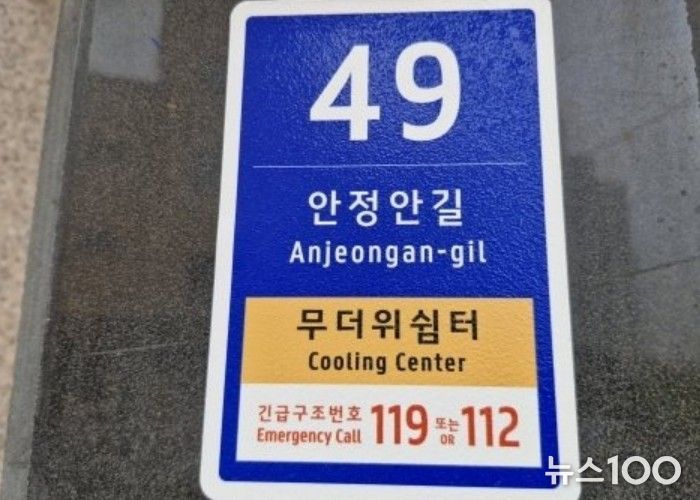 49
안정안길
Anjeongan-gil
무더위쉼터
Cooling Center
긴급구조번호 119 또는 112
Emergency Call OR
뉴스100